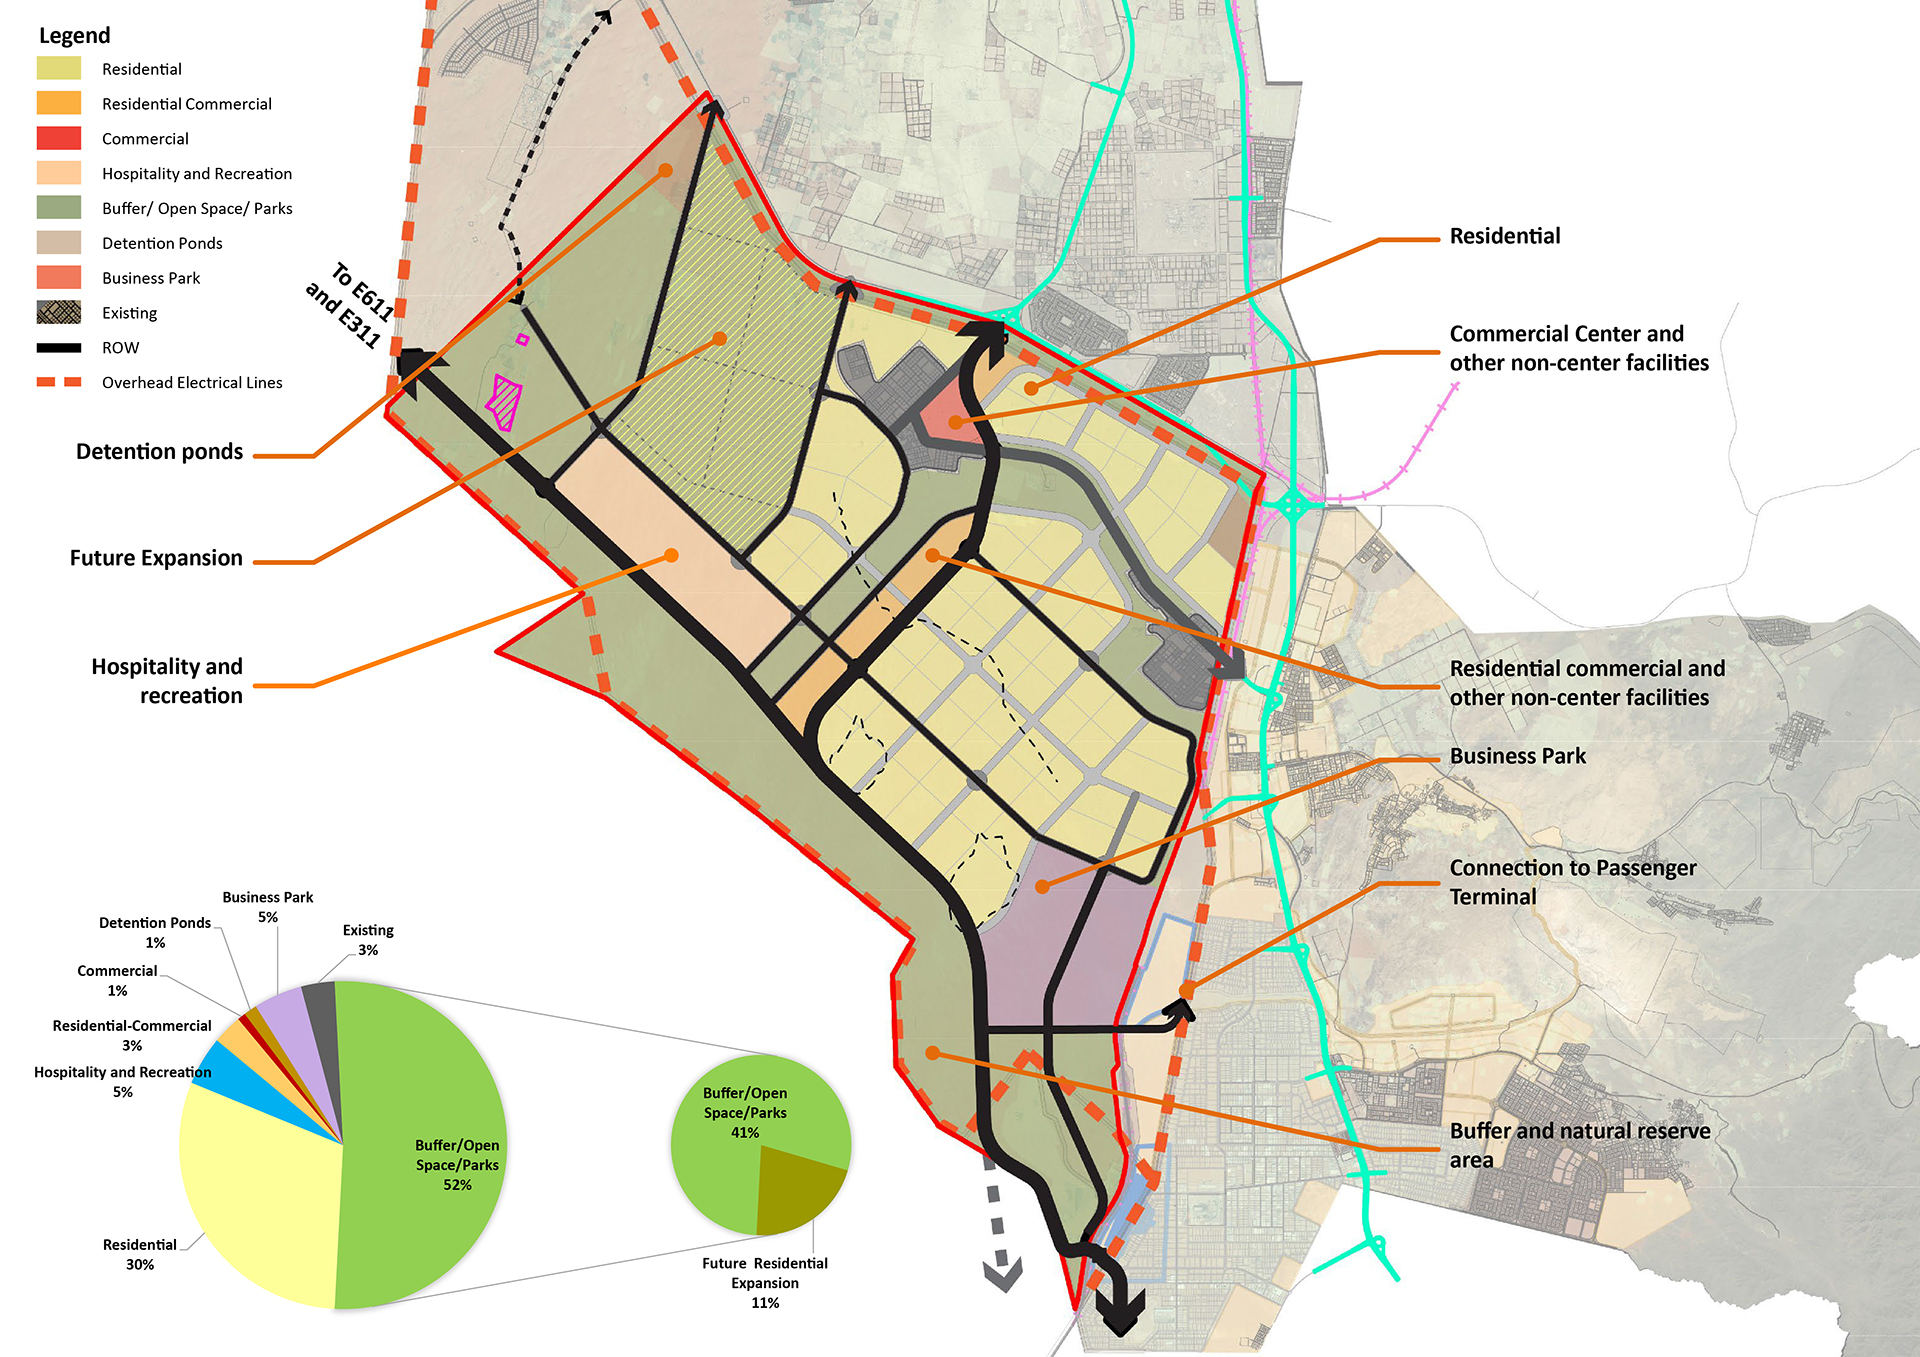 Legend
Residential
Residential Commercial
Commercial
Hospitality and Recreation
Buffer/ Open Space/ Parks
Detention Ponds
Business Park
Existing
ROW
Overhead Electrical Lines
To E611
and E311
Detention ponds
Future Expansion
Hospitality and
recreation
Residential
Commercial Center and
other non-center facilities
Residential commercial and
other non-center facilities
Business Park
Connection to Passenger
Terminal
Buffer and natural reserve
area
Business Park
5%
Detention Ponds
1%
Existing
3%
Commercial
1%
Residential-Commercial
3%
Hospitality and Recreation
5%
Buffer/Open
Space/Parks
52%
Residential
30%
Buffer/Open
Space/Parks
41%
Future Residential
Expansion
11%